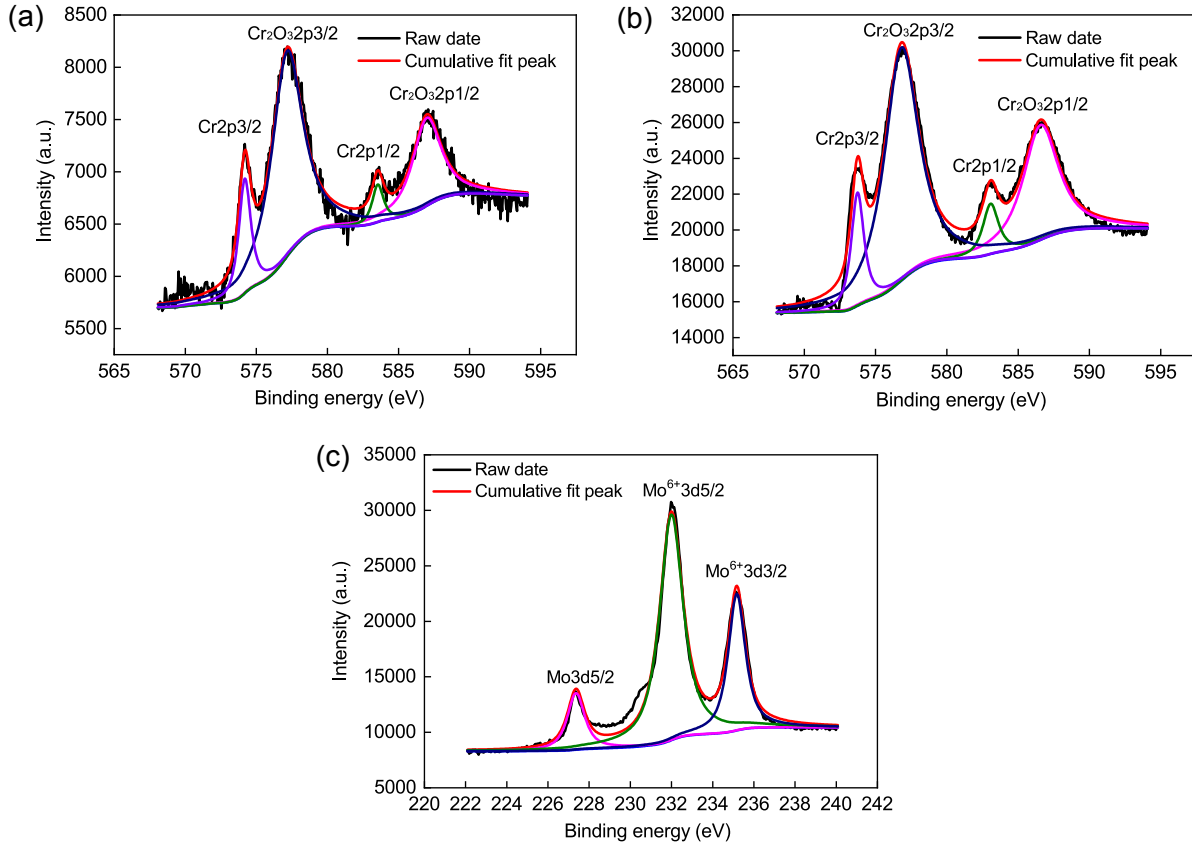 (a)
Cr₂O₃2p3/2
Raw date
Cumulative fit peak
Cr₂O₃2p1/2
Cr2p3/2
Cr2p1/2
8500
8000
7500
7000
6500
6000
5500
Intensity (a.u.)
565 570 575 580 585 590 595
Binding energy (eV)
(b)
Cr₂O₃2p3/2
Raw date
Cumulative fit peak
Cr₂O₃2p1/2
Cr2p3/2
Cr2p1/2
32000
30000
28000
26000
24000
22000
20000
18000
16000
14000
Intensity (a.u.)
565 570 575 580 585 590 595
Binding energy (eV)
(c)
Raw date
Cumulative fit peak
Mo⁶⁺3d5/2
Mo⁶⁺3d3/2
Mo3d5/2
35000
30000
25000
20000
15000
10000
5000
Intensity (a.u.)
220 222 224 226 228 230 232 234 236 238 240 242
Binding energy (eV)